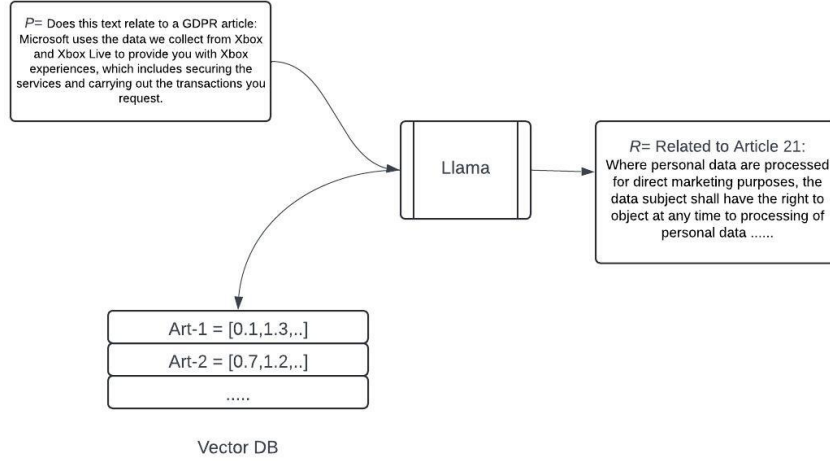 P= Does this text relate to a GDPR article:
Microsoft uses the data we collect from Xbox
and Xbox Live to provide you with Xbox
experiences, which includes securing the
services and carrying out the transactions you
request.
Llama
R= Related to Article 21:
Where personal data are processed
for direct marketing purposes, the
data subject shall have the right to
object at any time to processing of
personal data ......
Art-1 = [0.1,1.3,..]
Art-2 = [0.7,1.2,..]
.....
Vector DB